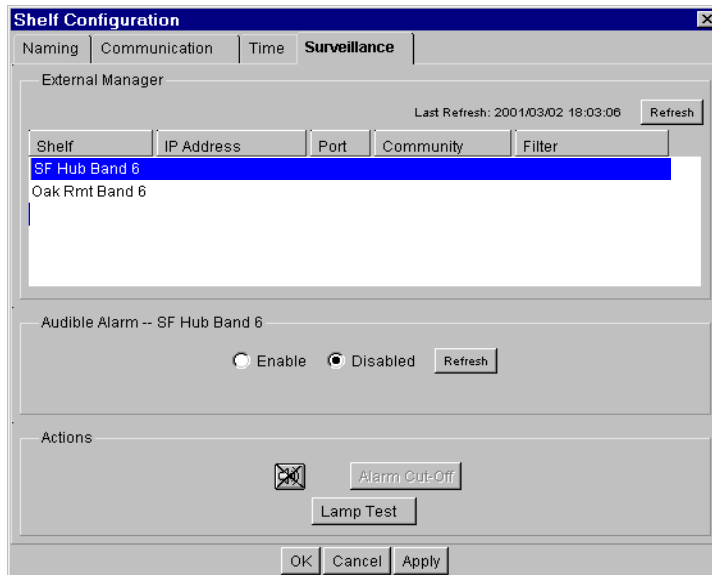 Shelf Configuration
Naming Communication Time Surveillance
External Manager
Last Refresh: 2001/03/02 18:03:06 Refresh
Shelf IP Address Port Community Filter
SF Hub Band 6
Oak Rmt Band 6
Audible Alarm -- SF Hub Band 6
Enable Disabled Refresh
Actions
Alarm Cut-Off
Lamp Test
OK Cancel Apply